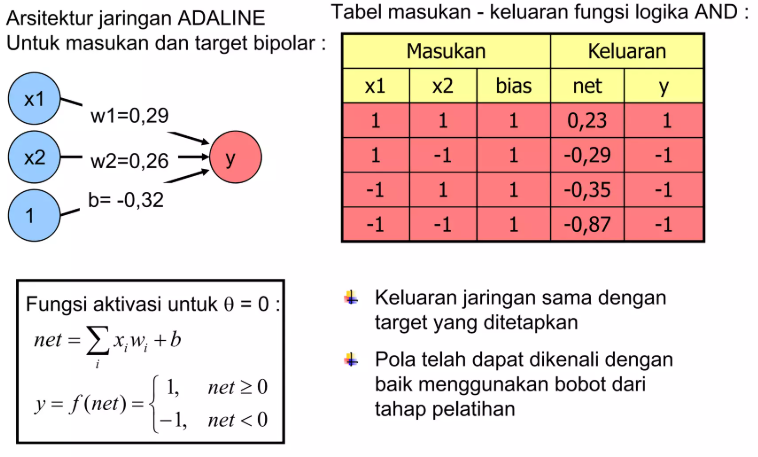 Arsitektur jaringan ADALINE
Untuk masukan dan target bipolar :
x1
w1=0,29
x2
w2=0,26
y
b= -0,32
1
Tabel masukan - keluaran fungsi logika AND :
Masukan Keluaran
x1 x2 bias net y
1 1 1 0,23 1
1 -1 1 -0,29 -1
-1 1 1 -0,35 -1
-1 -1 1 -0,87 -1
Fungsi aktivasi untuk θ = 0 :
net = ∑ xᵢwᵢ + b
i
y = f(net) = { 1, net ≥ 0
−1, net < 0
Keluaran jaringan sama dengan
target yang ditetapkan
Pola telah dapat dikenali dengan
baik menggunakan bobot dari
tahap pelatihan